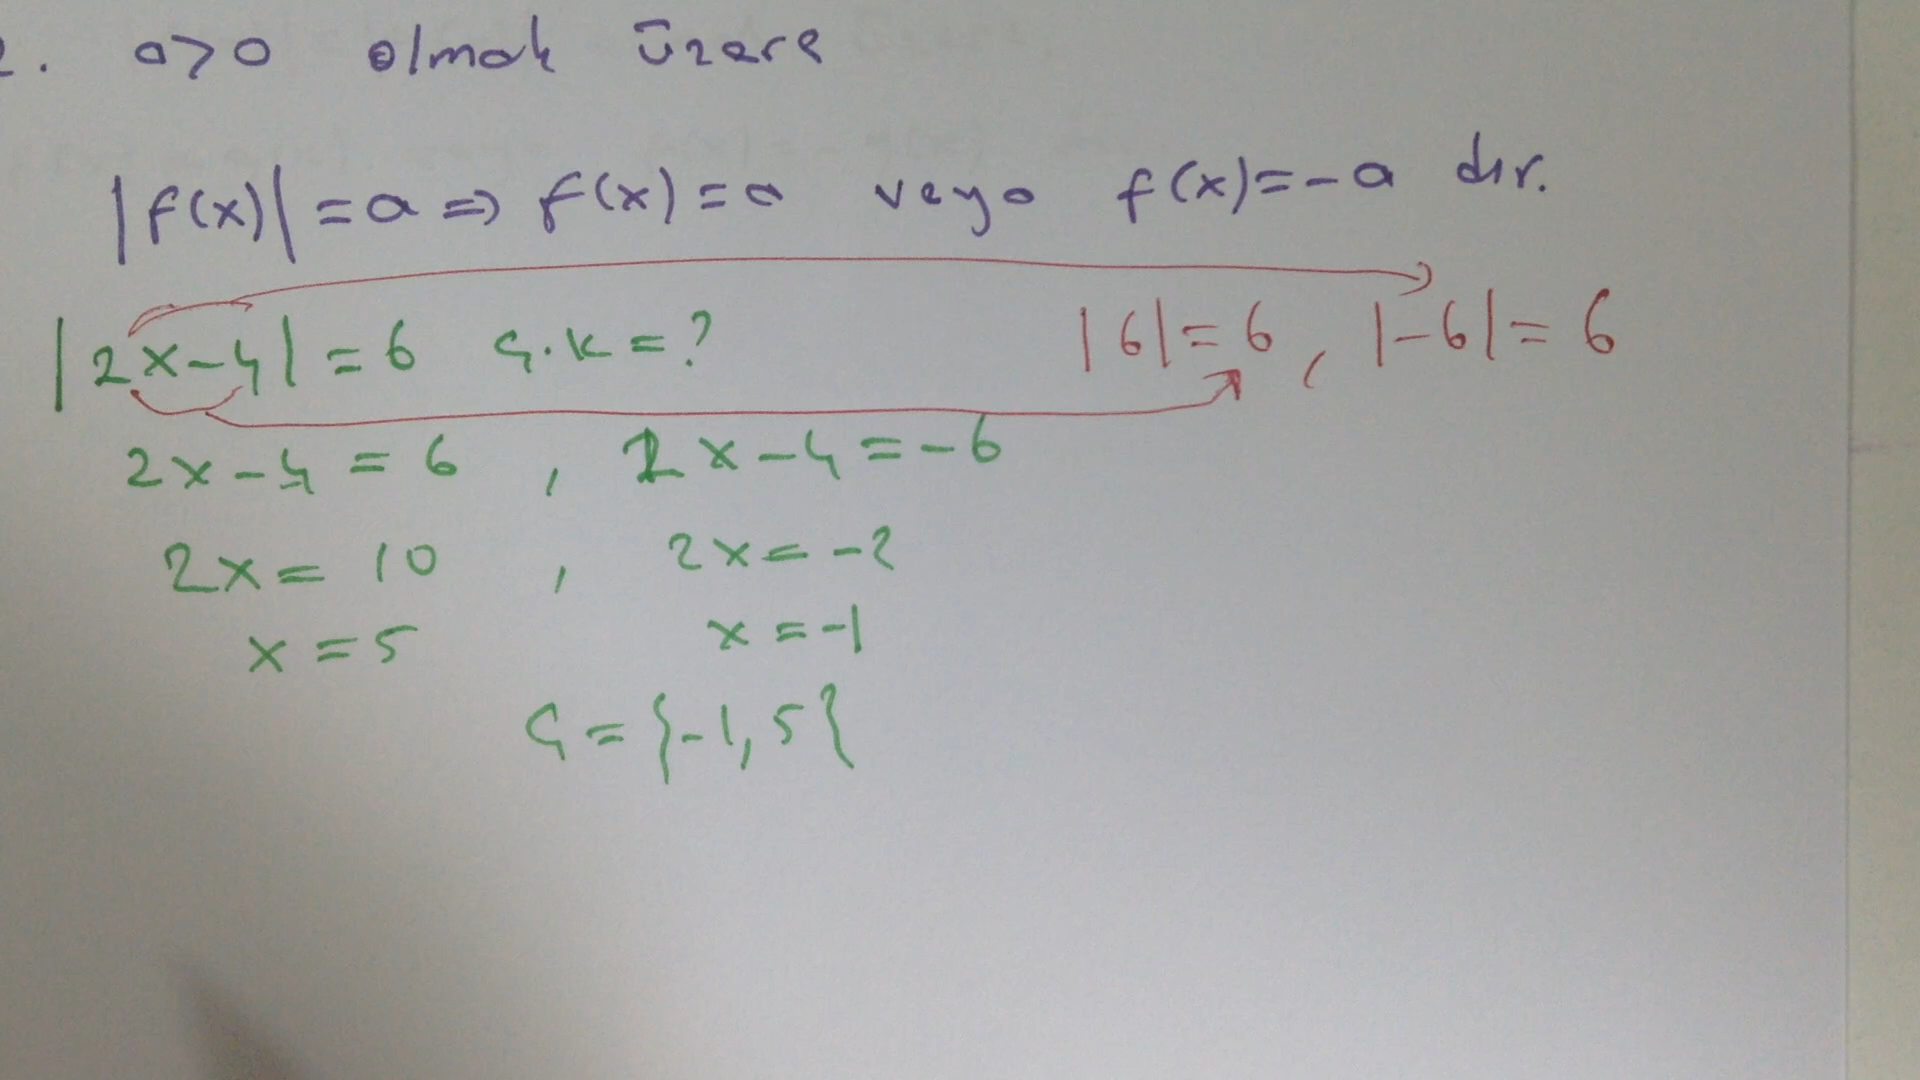 2. a>0 olmak üzere
|f(x)| = a => f(x) = a veya f(x) = -a dır.
|2x-4| = 6 Ç.K = ? |6| = 6 , |-6| = 6
2x-4 = 6 , 2x-4 = -6
2x = 10 , 2x = -2
x = 5 x = -1
Ç = {-1, 5}